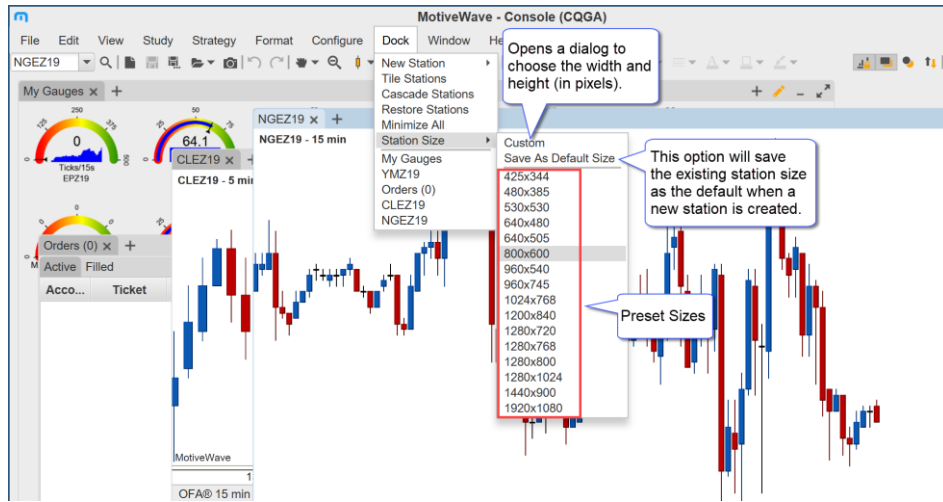 MotiveWave - Console (CQGA)
File Edit View Study Strategy Format Configure Dock Window He
NGEZ19
My Gauges × +
125 250 375 500
0
Ticks/15s
EPZ19
25 50 75
0
64.1
M
CLEZ19 × +
CLEZ19 - 5 min
NGEZ19 × +
NGEZ19 - 15 min
Orders (0) × +
Active Filled
Acco... Ticket
MotiveWave
1
OFA® 15 min
New Station
Tile Stations
Cascade Stations
Restore Stations
Minimize All
Station Size
My Gauges
YMZ19
Orders (0)
CLEZ19
NGEZ19
Custom
Save As Default Size
425x344
480x385
530x530
640x480
640x505
800x600
960x540
960x745
1024x768
1200x840
1280x720
1280x768
1280x800
1280x1024
1440x900
1920x1080
Opens a dialog to
choose the width and
height (in pixels).
This option will save
the existing station size
as the default when a
new station is created.
Preset Sizes